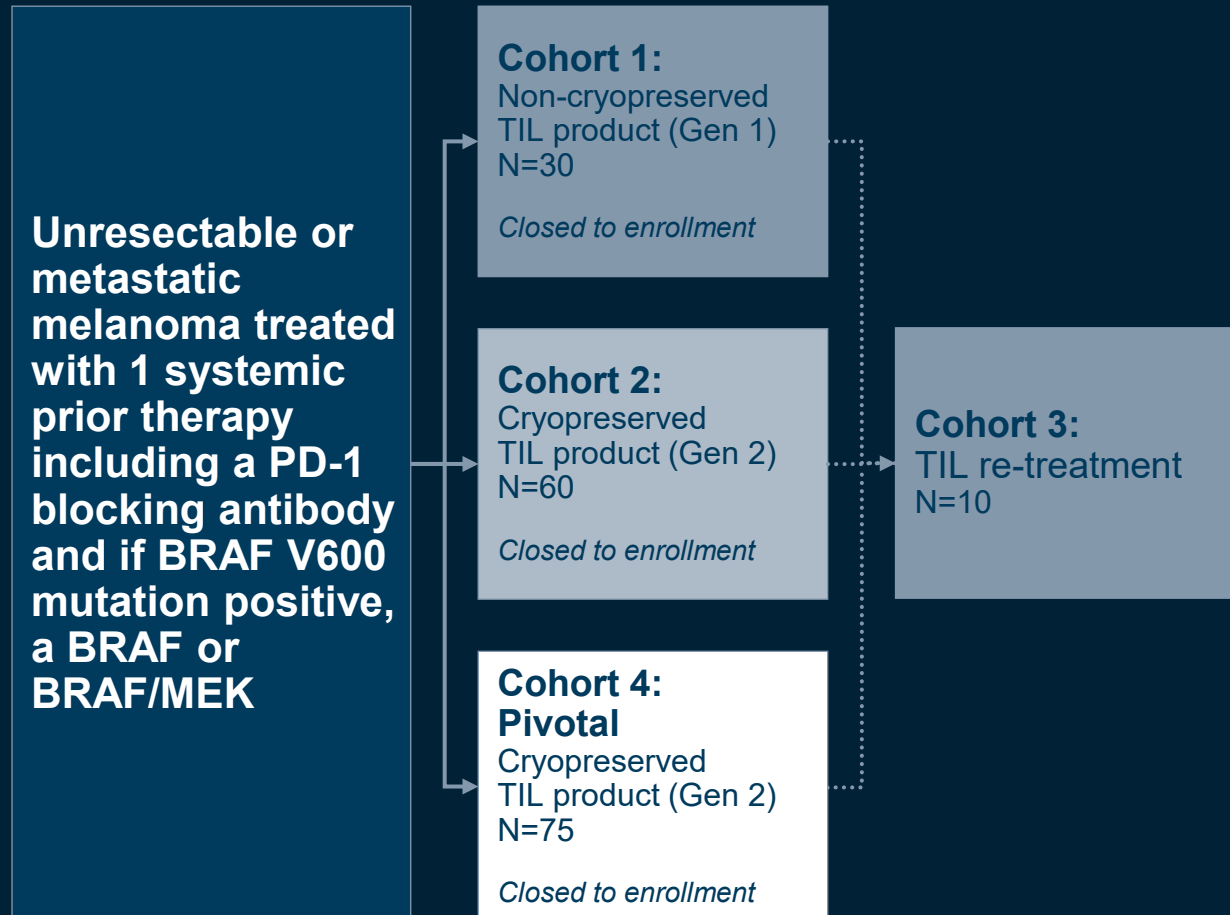 Unresectable or
metastatic
melanoma treated
with 1 systemic
prior therapy
including a PD-1
blocking antibody
and if BRAF V600
mutation positive,
a BRAF or
BRAF/MEK
Cohort 1:
Non-cryopreserved
TIL product (Gen 1)
N=30
Closed to enrollment
Cohort 2:
Cryopreserved
TIL product (Gen 2)
N=60
Closed to enrollment
Cohort 4:
Pivotal
Cryopreserved
TIL product (Gen 2)
N=75
Closed to enrollment
Cohort 3:
TIL re-treatment
N=10